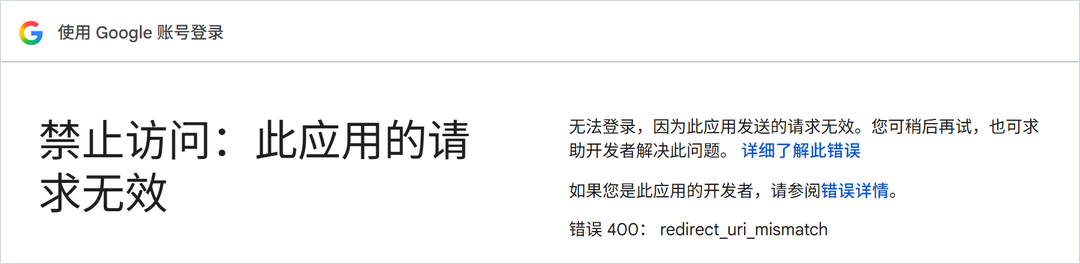 使用 Google 账号登录
禁止访问：此应用的请
求无效
无法登录，因为此应用发送的请求无效。您可稍后再试，也可求
助开发者解决此问题。 详细了解此错误
如果您是此应用的开发者，请参阅错误详情。
错误 400： redirect_uri_mismatch